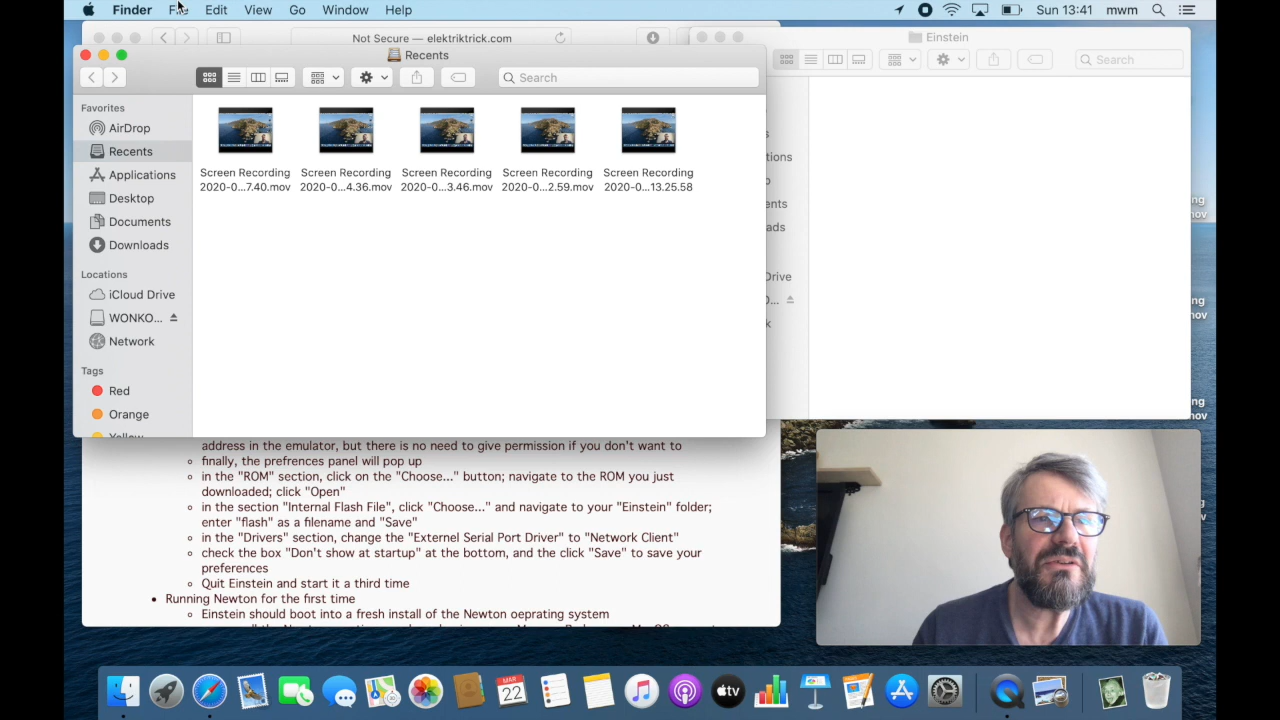 Finder Edit View Go Window Help
Sun 13:41 mwm
Not Secure — elektriktrick.com
Recents
Einstein
Search
Search
Favorites
AirDrop
Recents
Applications
Desktop
Documents
Downloads
Locations
iCloud Drive
WONKO...
Network
Tags
Red
Orange
Yellow
Screen Recording
2020-0...7.40.mov
Screen Recording
2020-0...4.36.mov
Screen Recording
2020-0...3.46.mov
Screen Recording
2020-0...2.59.mov
Screen Recording
2020-0...13.25.58
address in the emulator, but there is no need to give permission if you don't want to
finally, the prefrences panel will pop up
in the "ROM" section, click on the "Choose..." button; navigate to the ROM you just
downloaded; click "Open"
in the section "Internal Flash File", click "Choose..." and navigate to your "Einstein" folder;
enter "flash" as a filename and "Save"
in the "Drivers" section, change the "Externel Serial Port Driver" to "Network Client"
check the box "Don't show at startup" at the bottom, and the click "Save" to save
preferences
Quit Einstein and start it a third time
Running Newton for the first time
Einstein should boot into a fresh install of the Newton oeprating system